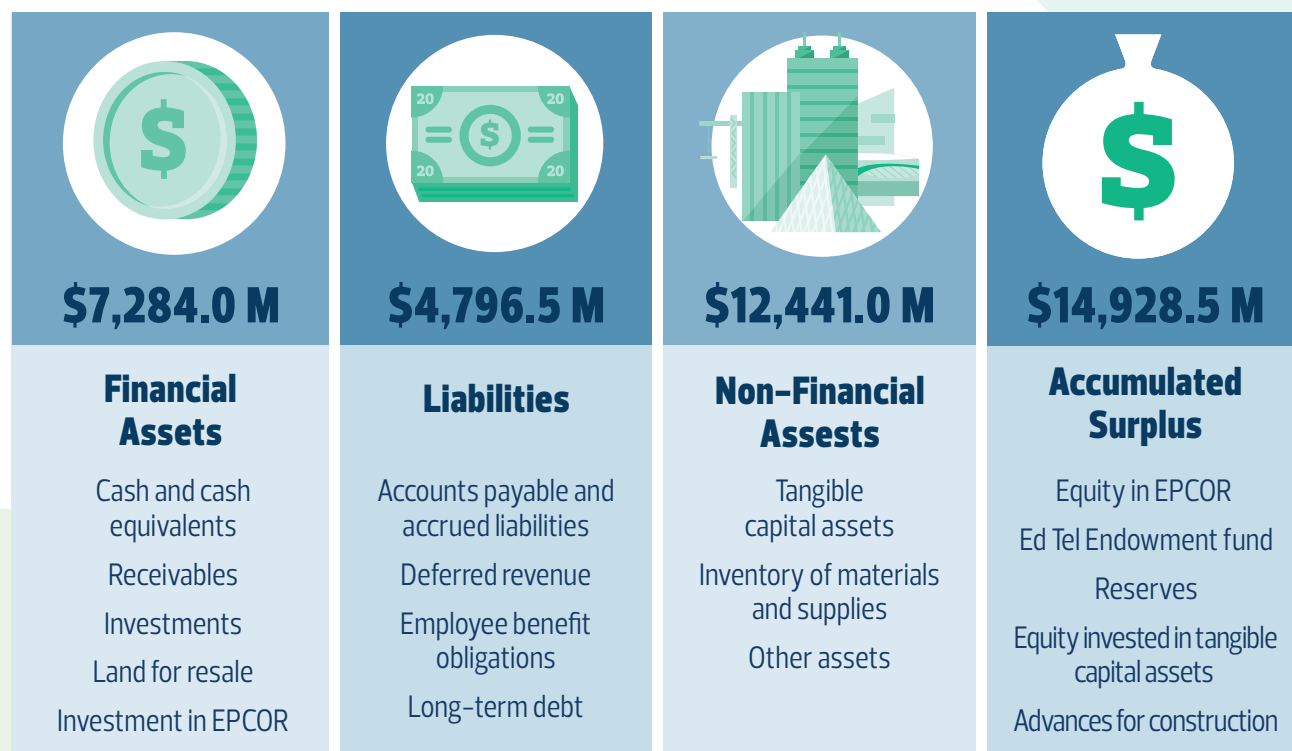 $
20 20
$
20 20
$
$7,284.0 M
Financial
Assets
Cash and cash
equivalents
Receivables
Investments
Land for resale
Investment in EPCOR
$4,796.5 M
Liabilities
Accounts payable and
accrued liabilities
Deferred revenue
Employee benefit
obligations
Long-term debt
$12,441.0 M
Non-Financial
Assests
Tangible
capital assets
Inventory of materials
and supplies
Other assets
$14,928.5 M
Accumulated
Surplus
Equity in EPCOR
Ed Tel Endowment fund
Reserves
Equity invested in tangible
capital assets
Advances for construction